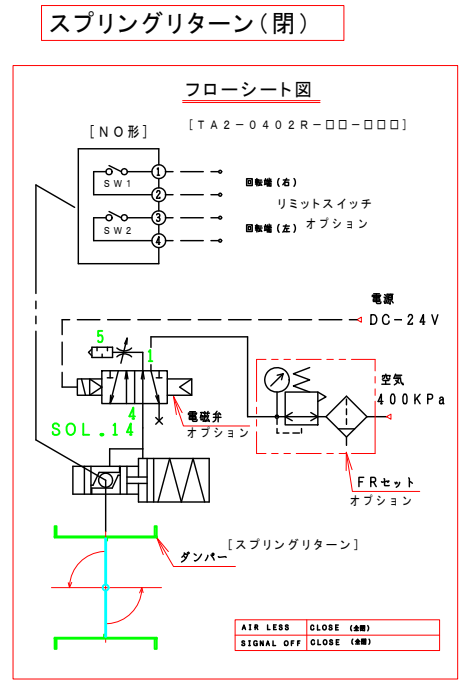 スプリングリターン(閉)
フローシート図
[NO形]
[TA2-0402R-□□-□□□]
SW1
1
2
回転端(右)
リミットスイッチ
オプション
SW2
3
4
回転端(左)
電源
DC-24V
5
1
空気
400KPa
4
SOL.14
電磁弁
オプション
FRセット
オプション
[スプリングリターン]
ダンパー
AIR LESS CLOSE (全閉)
SIGNAL OFF CLOSE (全閉)